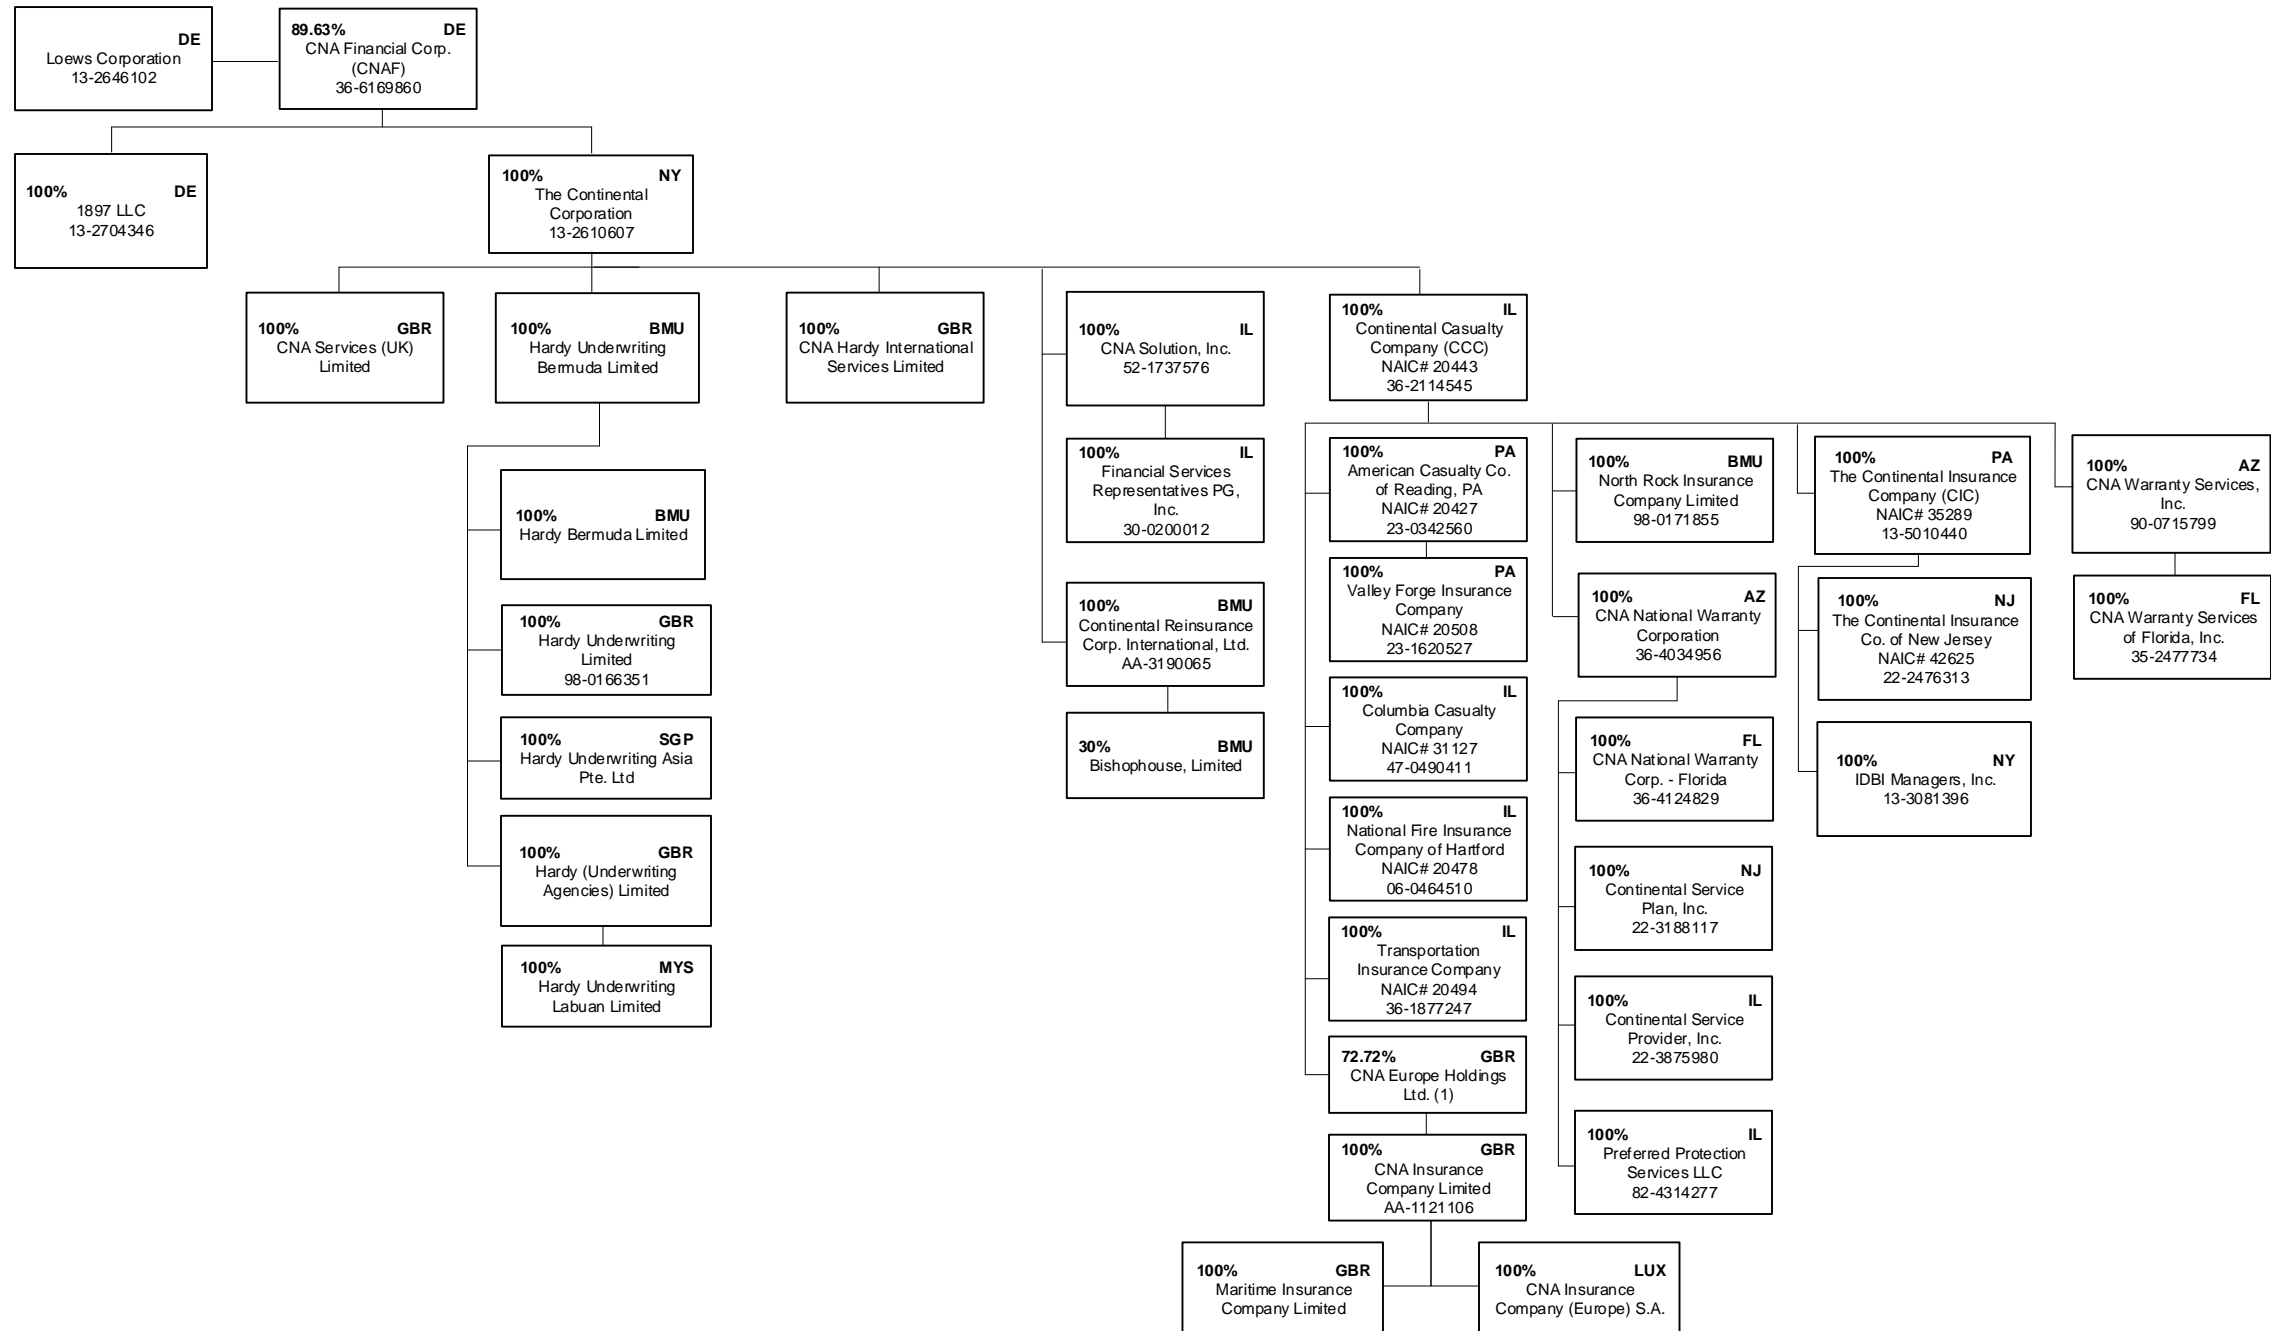 DE
Loews Corporation
13-2646102
89.63% DE
CNA Financial Corp.
(CNAF)
36-6169860
100% DE
1897 LLC
13-2704346
100% NY
The Continental
Corporation
13-2610607
100% GBR
CNA Services (UK)
Limited
100% BMU
Hardy Underwriting
Bermuda Limited
100% GBR
CNA Hardy International
Services Limited
100% IL
CNA Solution, Inc.
52-1737576
100% IL
Continental Casualty
Company (CCC)
NAIC# 20443
36-2114545
100% BMU
Hardy Bermuda Limited
100% GBR
Hardy Underwriting
Limited
98-0166351
100% SGP
Hardy Underwriting Asia
Pte. Ltd
100% GBR
Hardy (Underwriting
Agencies) Limited
100% MYS
Hardy Underwriting
Labuan Limited
100% IL
Financial Services
Representatives PG,
Inc.
30-0200012
100% BMU
Continental Reinsurance
Corp. International, Ltd.
AA-3190065
30% BMU
Bishophouse, Limited
100% PA
American Casualty Co.
of Reading, PA
NAIC# 20427
23-0342560
100% PA
Valley Forge Insurance
Company
NAIC# 20508
23-1620527
100% IL
Columbia Casualty
Company
NAIC# 31127
47-0490411
100% IL
National Fire Insurance
Company of Hartford
NAIC# 20478
06-0464510
100% IL
Transportation
Insurance Company
NAIC# 20494
36-1877247
72.72% GBR
CNA Europe Holdings
Ltd. (1)
100% GBR
CNA Insurance
Company Limited
AA-1121106
100% GBR
Maritime Insurance
Company Limited
100% LUX
CNA Insurance
Company (Europe) S.A.
100% BMU
North Rock Insurance
Company Limited
98-0171855
100% AZ
CNA National Warranty
Corporation
36-4034956
100% FL
CNA National Warranty
Corp. - Florida
36-4124829
100% NJ
Continental Service
Plan, Inc.
22-3188117
100% IL
Continental Service
Provider, Inc.
22-3875980
100% IL
Preferred Protection
Services LLC
82-4314277
100% PA
The Continental Insurance
Company (CIC)
NAIC# 35289
13-5010440
100% NJ
The Continental Insurance
Co. of New Jersey
NAIC# 42625
22-2476313
100% NY
IDBI Managers, Inc.
13-3081396
100% AZ
CNA Warranty Services,
Inc.
90-0715799
100% FL
CNA Warranty Services
of Florida, Inc.
35-2477734